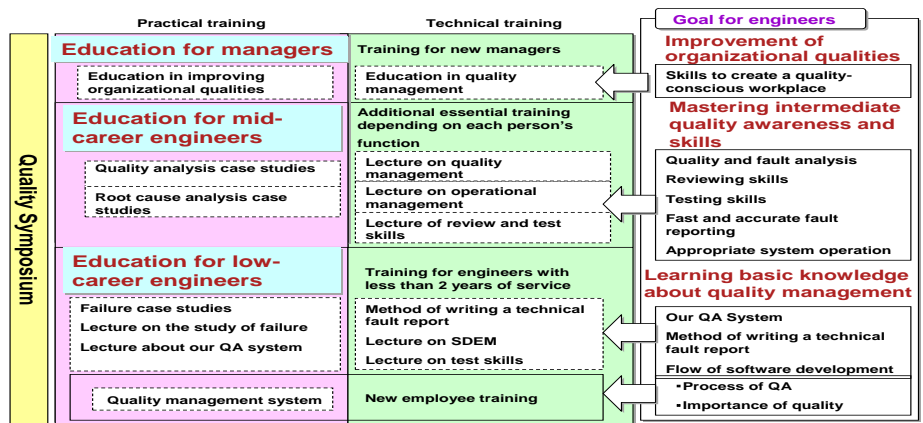 Practical training
Technical training
Goal for engineers
Quality Symposium
Education for managers
Education in improving
organizational qualities
Training for new managers
Education in quality
management
Improvement of
organizational qualities
Skills to create a quality-
conscious workplace
Education for mid-
career engineers
Quality analysis case studies
Root cause analysis case
studies
Additional essential training
depending on each person's
function
Lecture on quality
management
Lecture on operational
management
Lecture of review and test
skills
Mastering intermediate
quality awareness and
skills
Quality and fault analysis
Reviewing skills
Testing skills
Fast and accurate fault
reporting
Appropriate system operation
Education for low-
career engineers
Failure case studies
Lecture on the study of failure
Lecture about our QA system
Training for engineers with
less than 2 years of service
Method of writing a technical
fault report
Lecture on SDEM
Lecture on test skills
Learning basic knowledge
about quality management
Our QA System
Method of writing a technical
fault report
Flow of software development
Quality management system
New employee training
・Process of QA
・Importance of quality